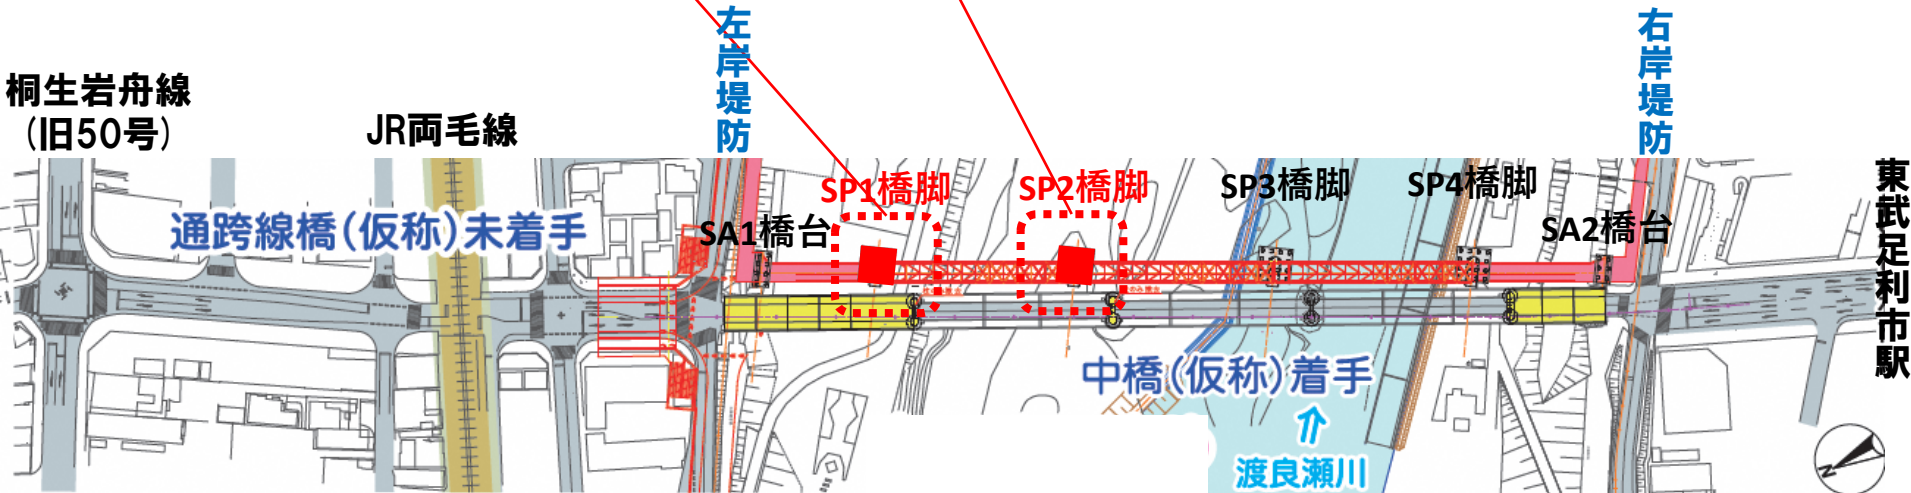 桐生岩舟線
(旧50号)
JR両毛線
左岸堤防
右岸堤防
東武足利市駅
通跨線橋(仮称)未着手
SA1橋台
SP1橋脚
SP2橋脚
SP3橋脚
SP4橋脚
SA2橋台
中橋(仮称)着手
渡良瀬川
N